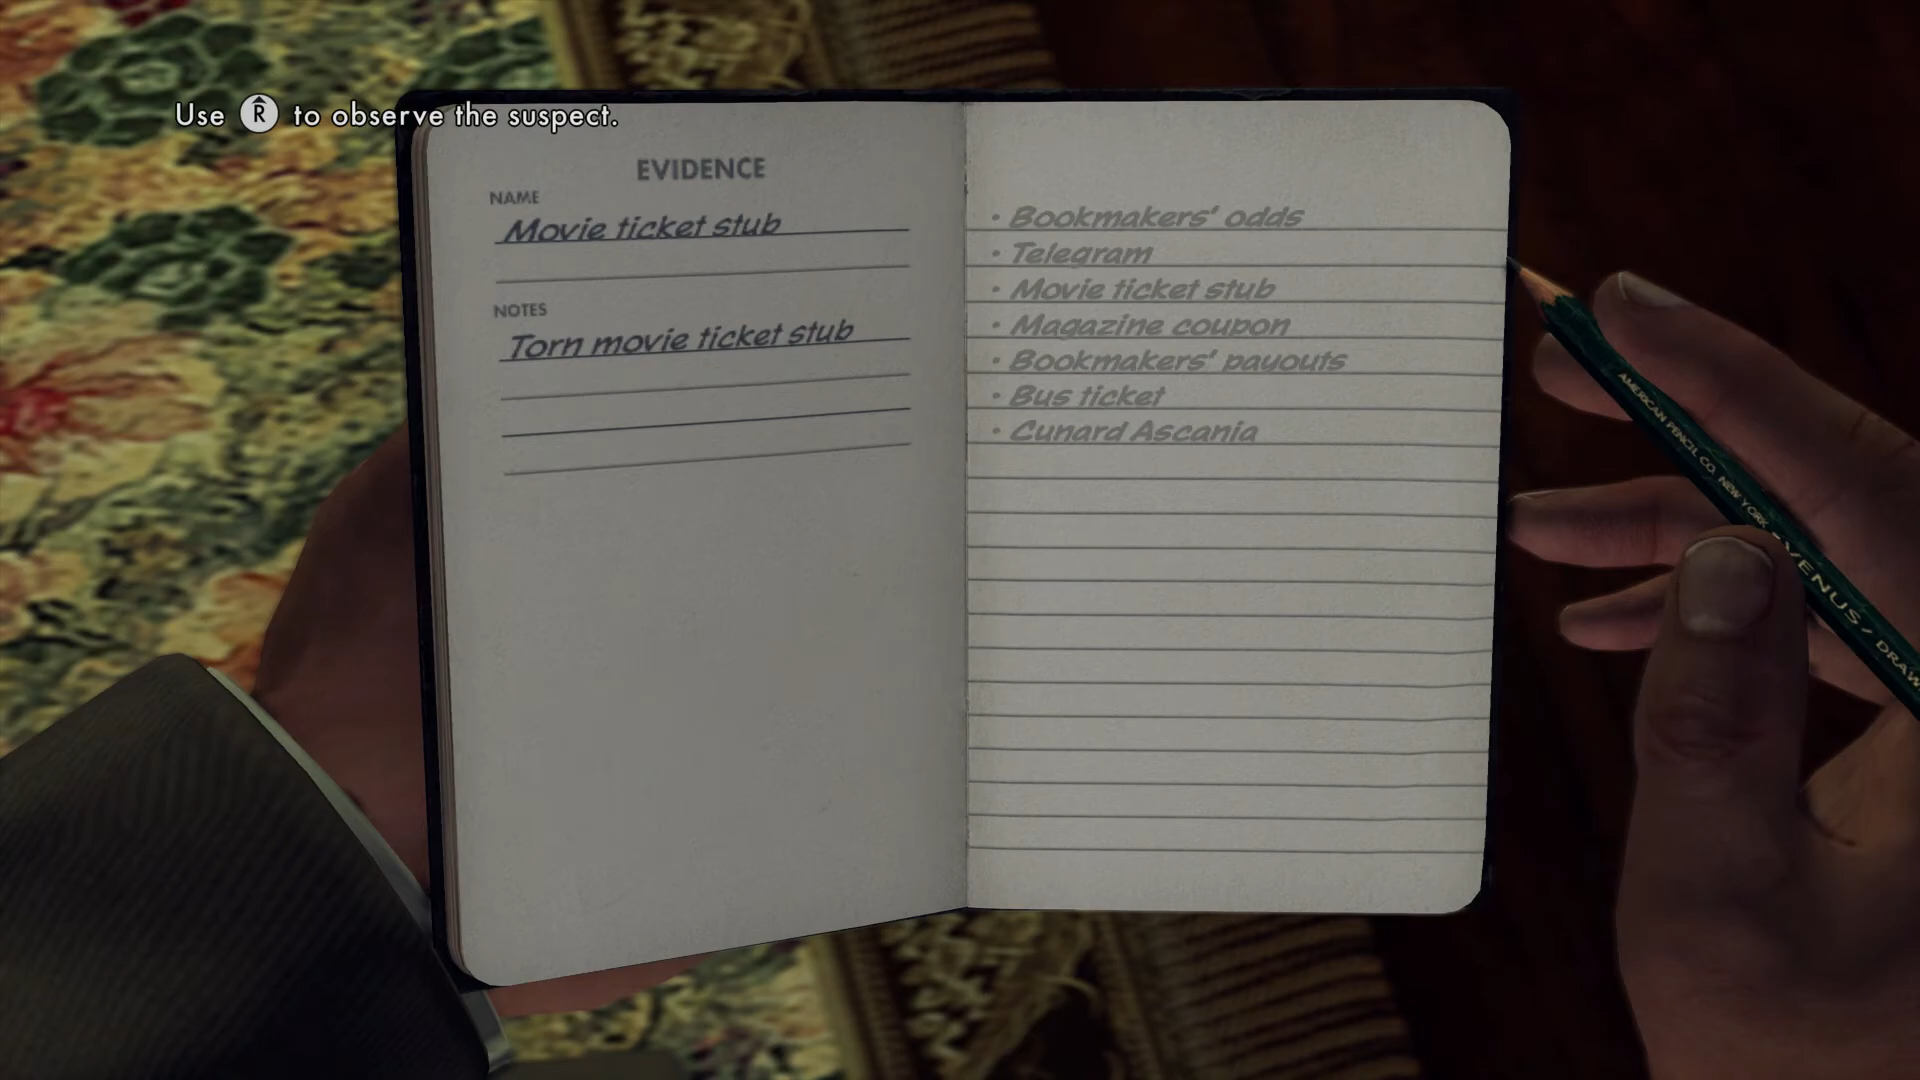 Use R to observe the suspect.
EVIDENCE
NAME
Movie ticket stub
NOTES
Torn movie ticket stub
• Bookmakers' odds
• Telegram
• Movie ticket stub
• Magazine coupon
• Bookmakers' payouts
• Bus ticket
• Cunard Ascania
AMERICAN PENCIL CO. NEW YORK VENUS / DRAW